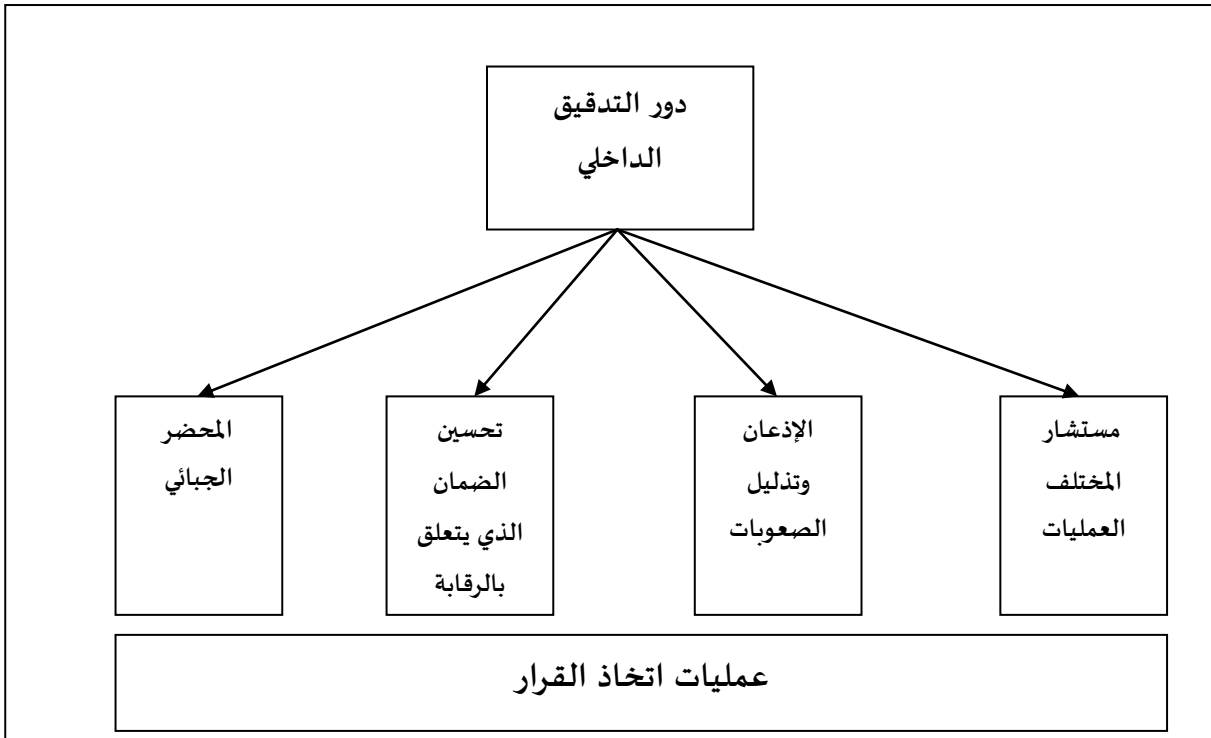 دور التدقيق
الداخلي
مستشار
المختلف
العمليات
الإذعان
وتذليل
الصعوبات
تحسين
الضمان
الذي يتعلق
بالرقابة
المحضر
الجبائي
عمليات اتخاذ القرار